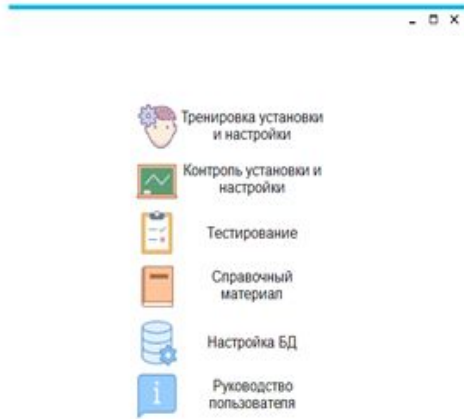 Тренировка установки
и настройки
Контроль установки и
настройки
Тестирование
Справочный
материал
Настройка БД
Руководство
пользователя